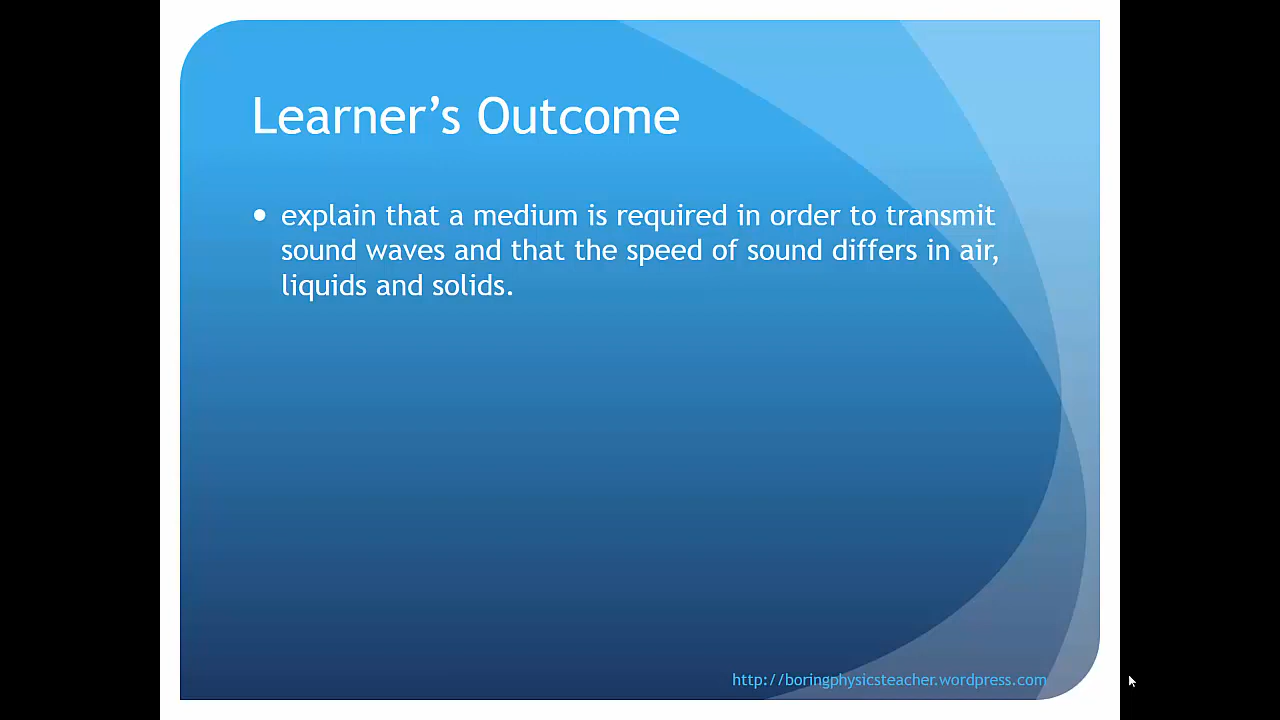 Learner’s Outcome
• explain that a medium is required in order to transmit
sound waves and that the speed of sound differs in air,
liquids and solids.
http://boringphysicsteacher.wordpress.com